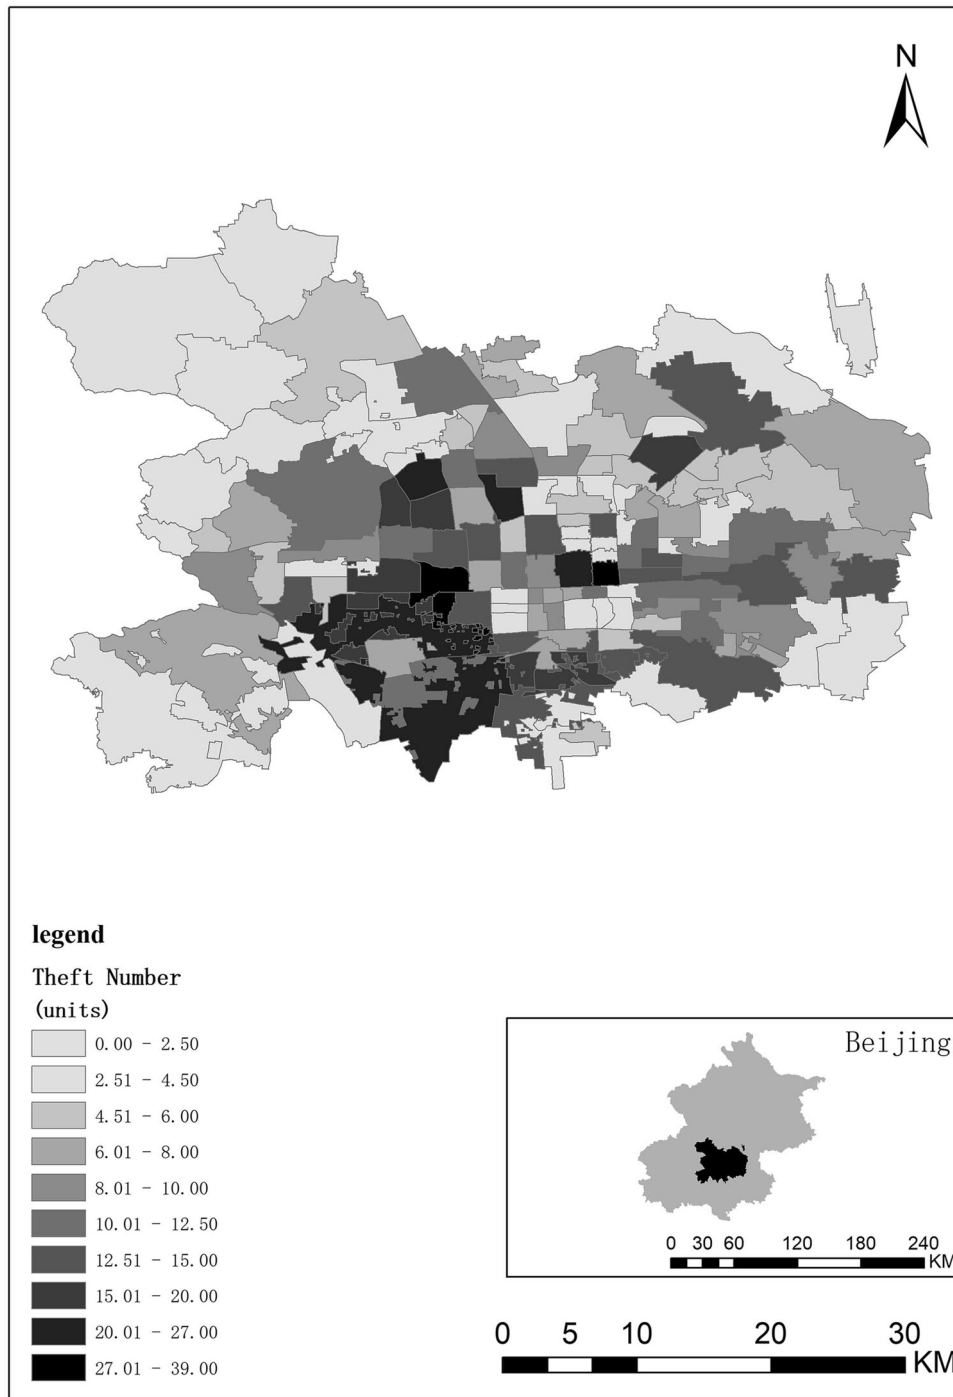 N
legend
Theft Number
(units)
0.00 - 2.50
2.51 - 4.50
4.51 - 6.00
6.01 - 8.00
8.01 - 10.00
10.01 - 12.50
12.51 - 15.00
15.01 - 20.00
20.01 - 27.00
27.01 - 39.00
Beijing
0 30 60 120 180 240
KM
0 5 10 20 30
KM